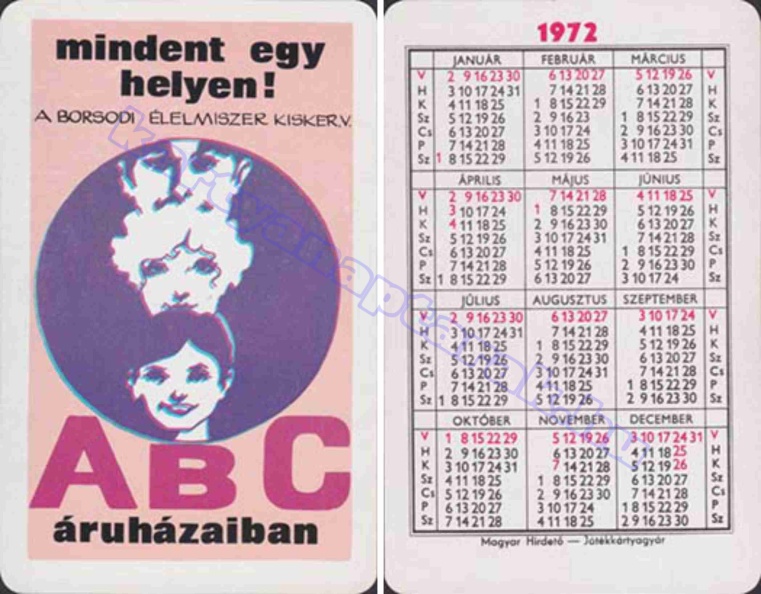 mindent egy
helyen!
A BORSODI ÉLELMISZER KISKER.V.
ABC
áruházaiban
1972
JANUÁR FEBRUÁR MÁRCIUS
V 2 9 16 23 30 6 13 20 27 5 12 19 26 V
H 3 10 17 24 31 7 14 21 28 6 13 20 27 H
K 4 11 18 25 1 8 15 22 29 7 14 21 28 K
Sz 5 12 19 26 2 9 16 23 1 8 15 22 29 Sz
Cs 6 13 20 27 3 10 17 24 2 9 16 23 30 Cs
P 7 14 21 28 4 11 18 25 3 10 17 24 31 P
Sz 1 8 15 22 29 5 12 19 26 4 11 18 25 Sz
ÁPRILIS MÁJUS JÚNIUS
V 2 9 16 23 30 7 14 21 28 4 11 18 25 V
H 3 10 17 24 1 8 15 22 29 5 12 19 26 H
K 4 11 18 25 2 9 16 23 30 6 13 20 27 K
Sz 5 12 19 26 3 10 17 24 31 7 14 21 28 Sz
Cs 6 13 20 27 4 11 18 25 1 8 15 22 29 Cs
P 7 14 21 28 5 12 19 26 2 9 16 23 30 P
Sz 1 8 15 22 29 6 13 20 27 3 10 17 24 Sz
JÚLIUS AUGUSZTUS SZEPTEMBER
V 2 9 16 23 30 6 13 20 27 3 10 17 24 V
H 3 10 17 24 31 7 14 21 28 4 11 18 25 H
K 4 11 18 25 1 8 15 22 29 5 12 19 26 K
Sz 5 12 19 26 2 9 16 23 30 6 13 20 27 Sz
Cs 6 13 20 27 3 10 17 24 31 7 14 21 28 Cs
P 7 14 21 28 4 11 18 25 1 8 15 22 29 P
Sz 1 8 15 22 29 5 12 19 26 2 9 16 23 30 Sz
OKTÓBER NOVEMBER DECEMBER
V 1 8 15 22 29 5 12 19 26 3 10 17 24 31 V
H 2 9 16 23 30 6 13 20 27 4 11 18 25 H
K 3 10 17 24 31 7 14 21 28 5 12 19 26 K
Sz 4 11 18 25 1 8 15 22 29 6 13 20 27 Sz
Cs 5 12 19 26 2 9 16 23 30 7 14 21 28 Cs
P 6 13 20 27 3 10 17 24 1 8 15 22 29 P
Sz 7 14 21 28 4 11 18 25 2 9 16 23 30 Sz
Magyar Hirdető — Játékkártyagyár